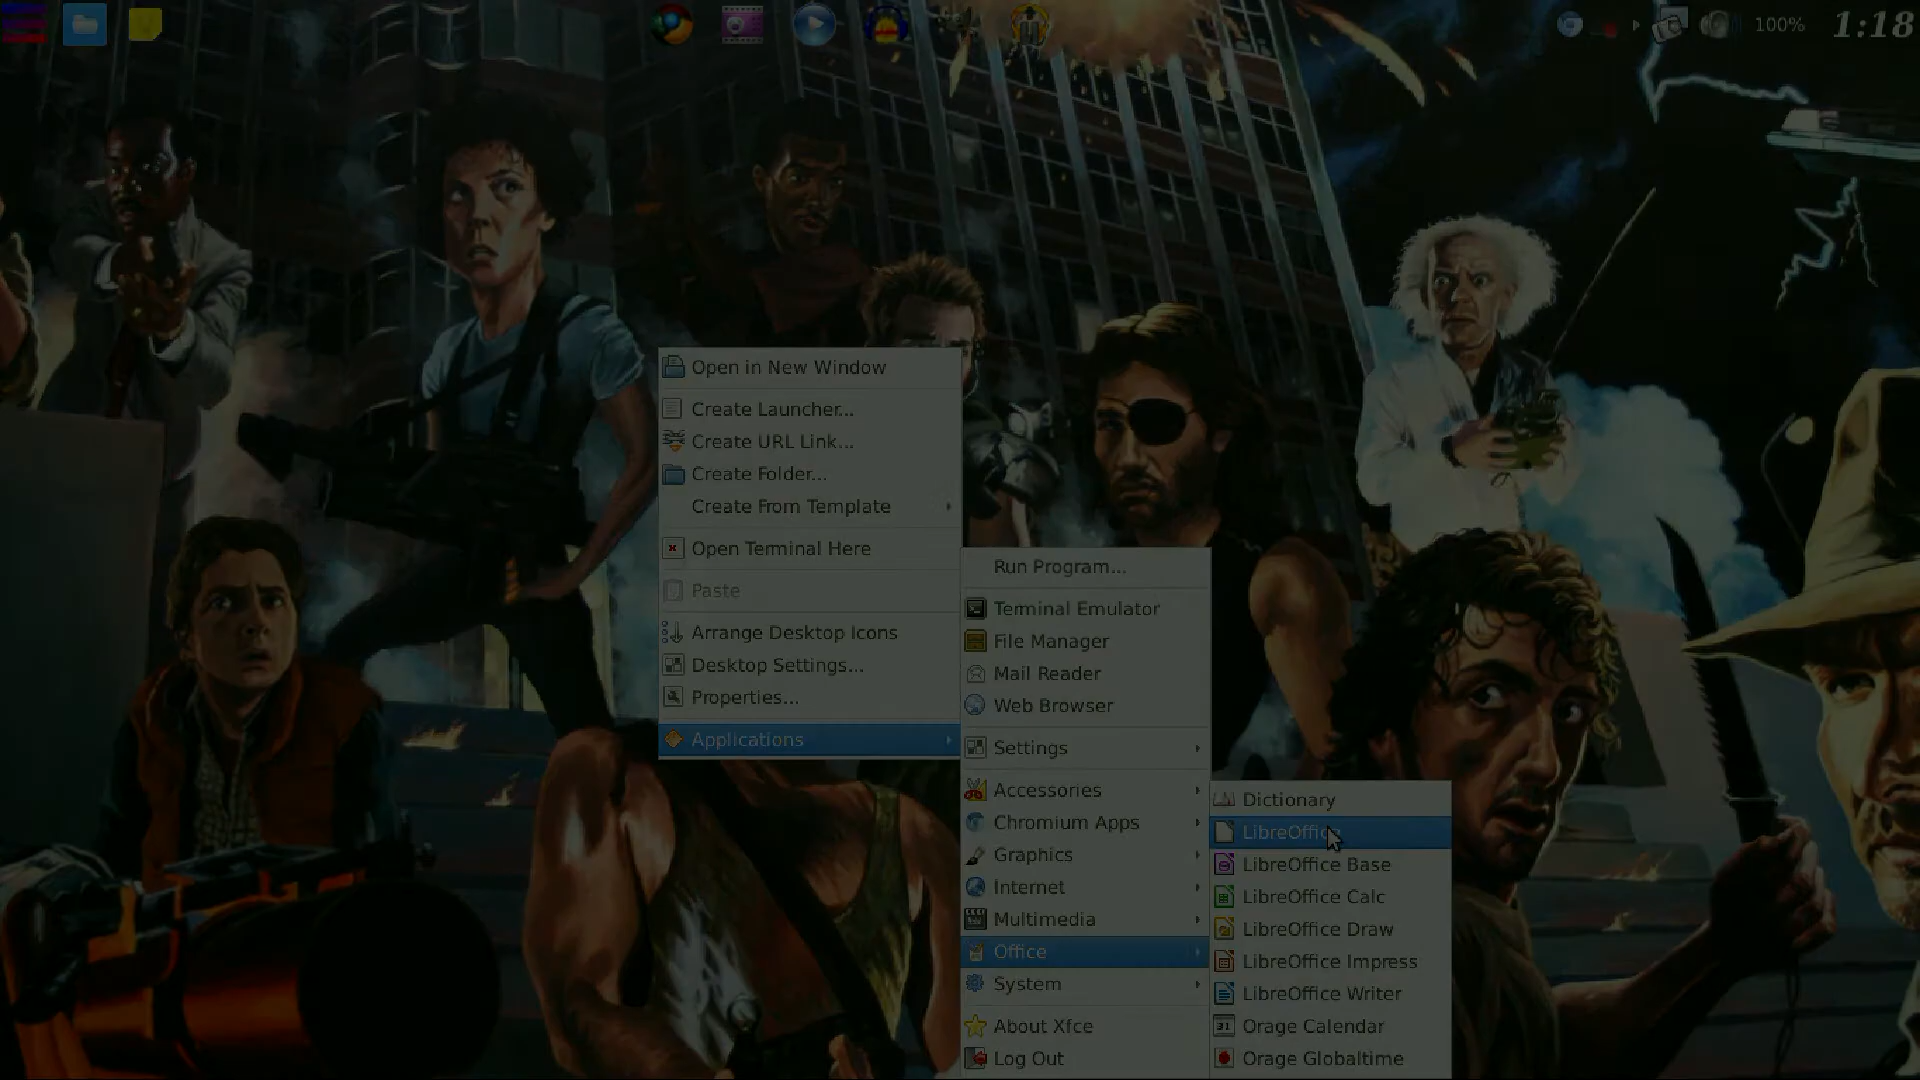 100%
1:18
Open in New Window
Create Launcher...
Create URL Link...
Create Folder...
Create From Template
Open Terminal Here
Paste
Arrange Desktop Icons
Desktop Settings...
Properties...
Applications
Run Program...
Terminal Emulator
File Manager
Mail Reader
Web Browser
Settings
Accessories
Chromium Apps
Graphics
Internet
Multimedia
Office
System
About Xfce
Log Out
Dictionary
LibreOffice
LibreOffice Base
LibreOffice Calc
LibreOffice Draw
LibreOffice Impress
LibreOffice Writer
31 Orage Calendar
Orage Globaltime